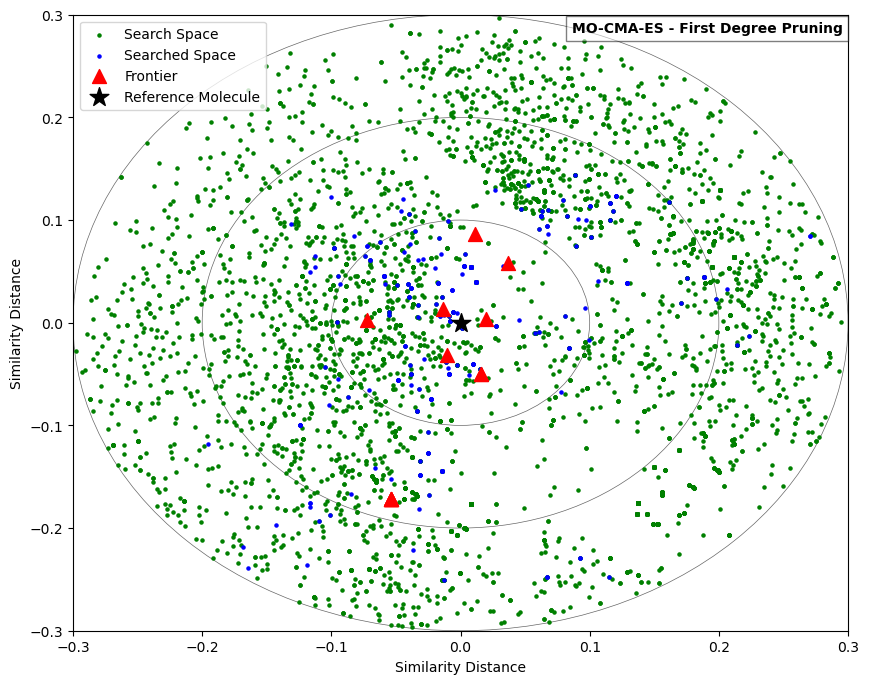 MO-CMA-ES - First Degree Pruning
Search Space
Searched Space
Frontier
Reference Molecule
Similarity Distance
0.3
0.2
0.1
0.0
−0.1
−0.2
−0.3
−0.3
−0.2
−0.1
0.0
0.1
0.2
0.3
Similarity Distance